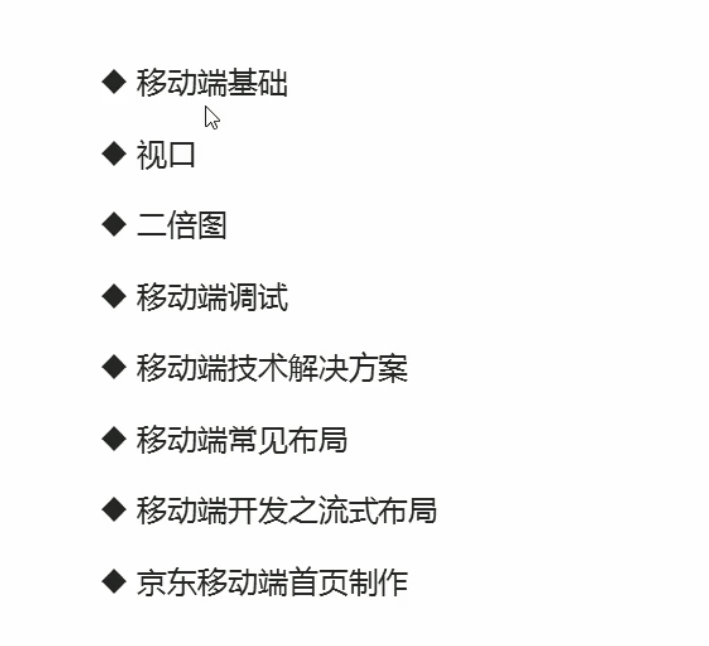 ◆ 移动端基础
◆ 视口
◆ 二倍图
◆ 移动端调试
◆ 移动端技术解决方案
◆ 移动端常见布局
◆ 移动端开发之流式布局
◆ 京东移动端首页制作